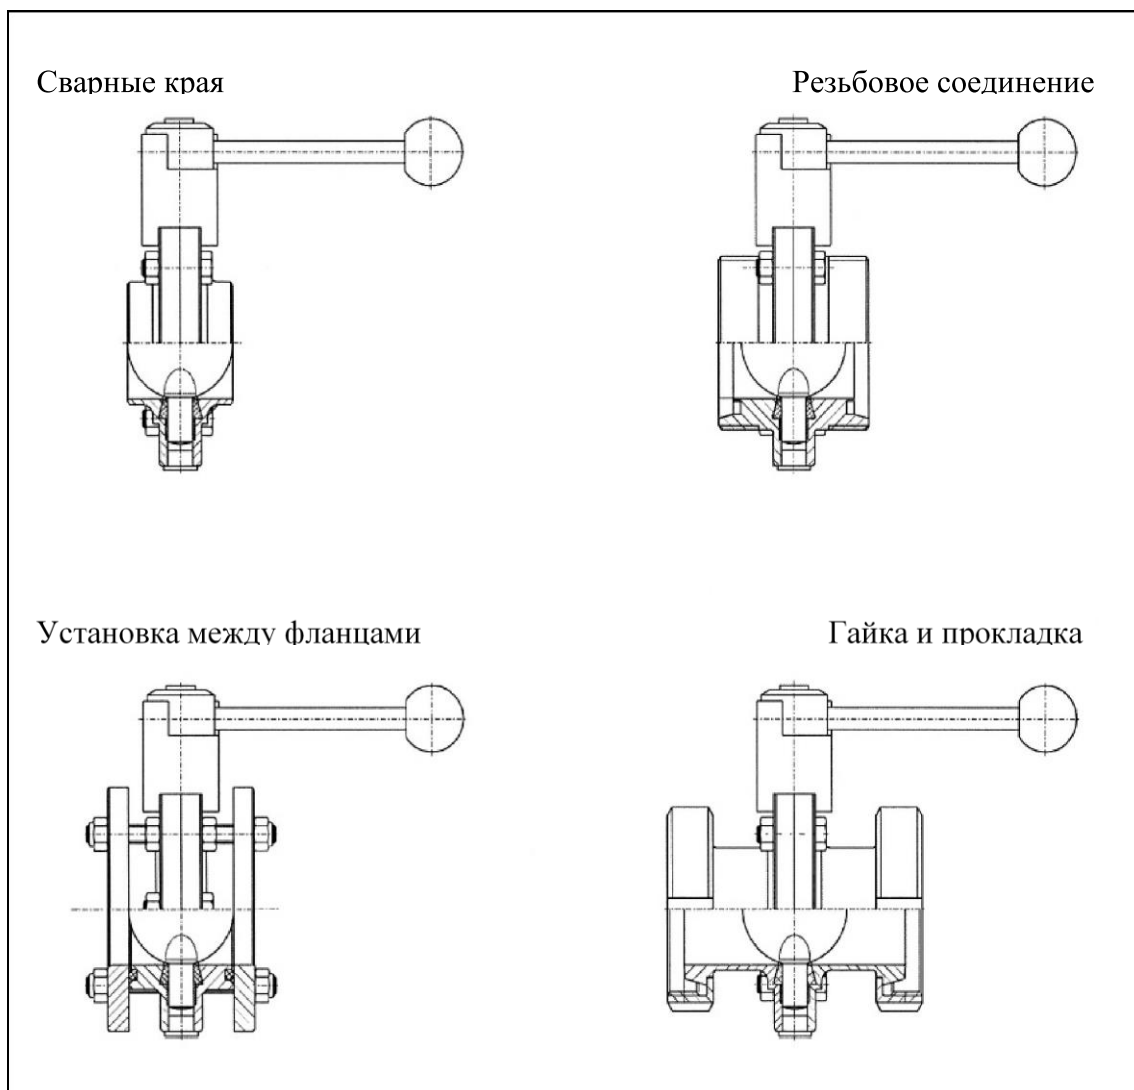 Сварные края
Резьбовое соединение
Установка между фланцами
Гайка и прокладка